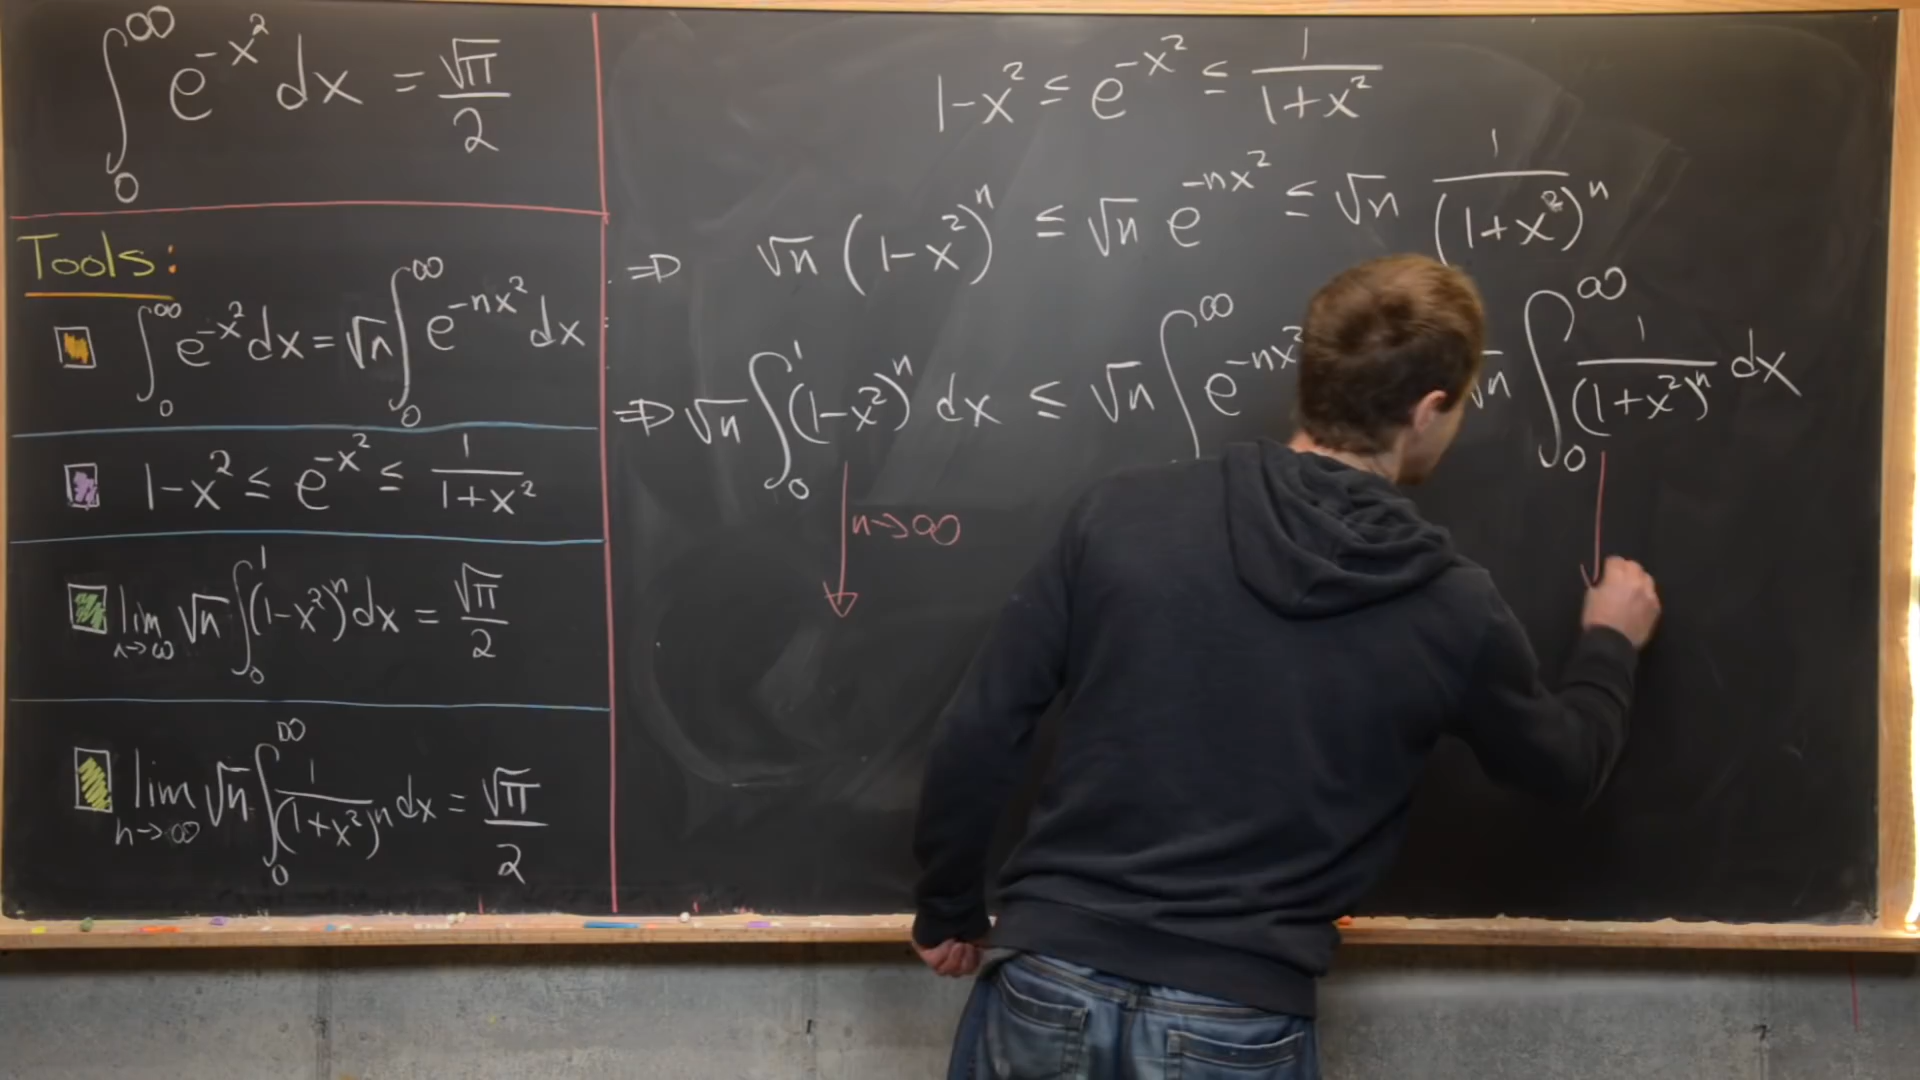 ∫₀^∞ e^{-x²} dx = √π/2
Tools:
∫₀^∞ e^{-x²} dx = √n ∫₀^∞ e^{-nx²} dx
1-x² ≤ e^{-x²} ≤ 1/(1+x²)
lim_{n→∞} √n ∫₀^1 (1-x²)^n dx = √π/2
lim_{n→∞} √n ∫₀^∞ 1/(1+x²)^n dx = √π/2
1-x² ≤ e^{-x²} ≤ 1/(1+x²)
⇒ √n (1-x²)^n ≤ √n e^{-nx²} ≤ √n 1/(1+x²)^n
⇒ √n ∫₀^1 (1-x²)^n dx ≤ √n ∫^∞ e^{-nx²} √n ∫₀^∞ 1/(1+x²)^n dx
n→∞